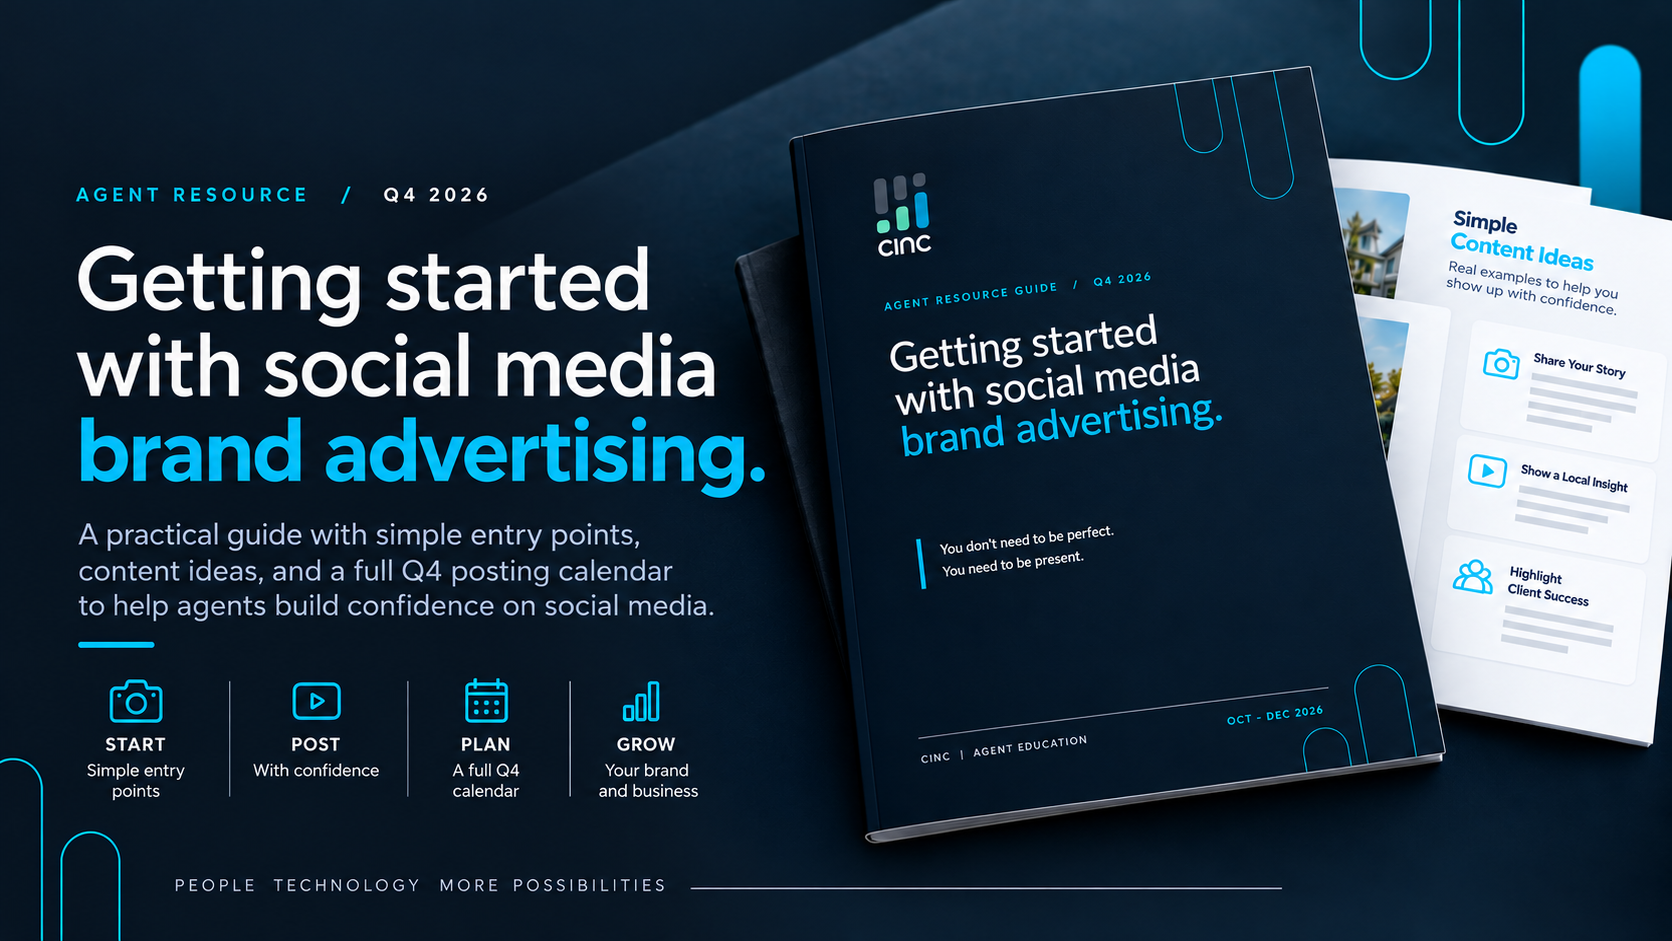 AGENT RESOURCE / Q4 2026
Getting started
with social media
brand advertising.
A practical guide with simple entry points,
content ideas, and a full Q4 posting calendar
to help agents build confidence on social media.
START
Simple entry
points
POST
With confidence
PLAN
A full Q4
calendar
GROW
Your brand
and business
PEOPLE TECHNOLOGY MORE POSSIBILITIES
CINC
AGENT RESOURCE GUIDE / Q4 2026
Getting started
with social media
brand advertising.
You don't need to be perfect.
You need to be present.
OCT - DEC 2026
CINC | AGENT EDUCATION
Simple
Content Ideas
Real examples to help you
show up with confidence.
Share Your Story
Show a Local Insight
Highlight
Client Success